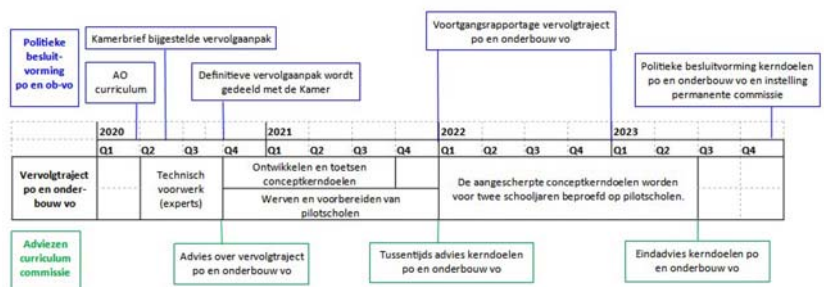 Politieke
besluit-
vorming
po en ob-vo
Kamerbrief bijgestelde vervolgaanpak
AO
curriculum
Definitieve vervolgaanpak wordt
gedeeld met de Kamer
Voortgangsrapportage vervolgtraject
po en onderbouw vo
Politieke besluitvorming kerndoelen
po en onderbouw vo en instelling
permanente commissie
2020 2021 2022 2023
Q1 Q2 Q3 Q4 Q1 Q2 Q3 Q4 Q1 Q2 Q3 Q4 Q1 Q2 Q3 Q4
Vervolgtraject
po en onder-
bouw vo
Technisch
voorwerk
(experts)
Ontwikkelen en toetsen
conceptkerndoelen
Werven en voorbereiden van
pilotscholen
De aangescherpte conceptkerndoelen worden
voor twee schooljaren beproefd op pilotscholen.
Adviezen
curriculum
commissie
Advies over vervolgtraject
po en onderbouw vo
Tussentijds advies kerndoelen
po en onderbouw vo
Eindadvies kerndoelen po
en onderbouw vo